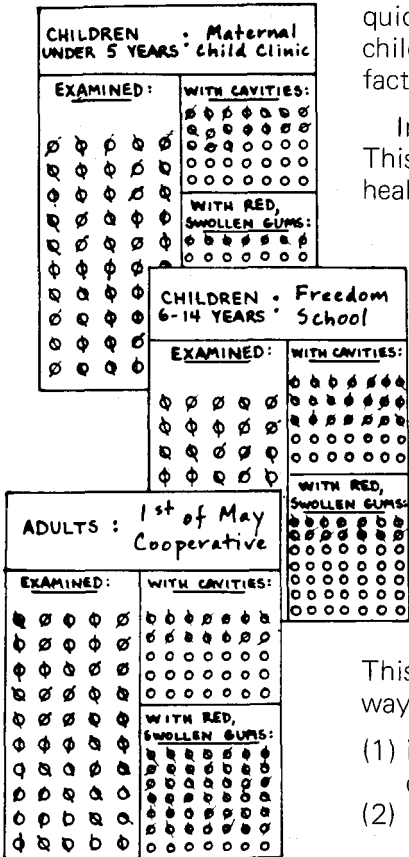 CHILDREN UNDER 5 YEARS : Maternal Child Clinic
EXAMINED:
WITH CAVITIES:
WITH RED, SWOLLEN GUMS:
CHILDREN 6-14 YEARS : Freedom School
EXAMINED:
WITH CAVITIES:
WITH RED, SWOLLEN GUMS:
ADULTS : 1st of May Cooperative
EXAMINED:
WITH CAVITIES:
WITH RED, SWOLLEN GUMS:
This
heal
This
way
(1)
(2)